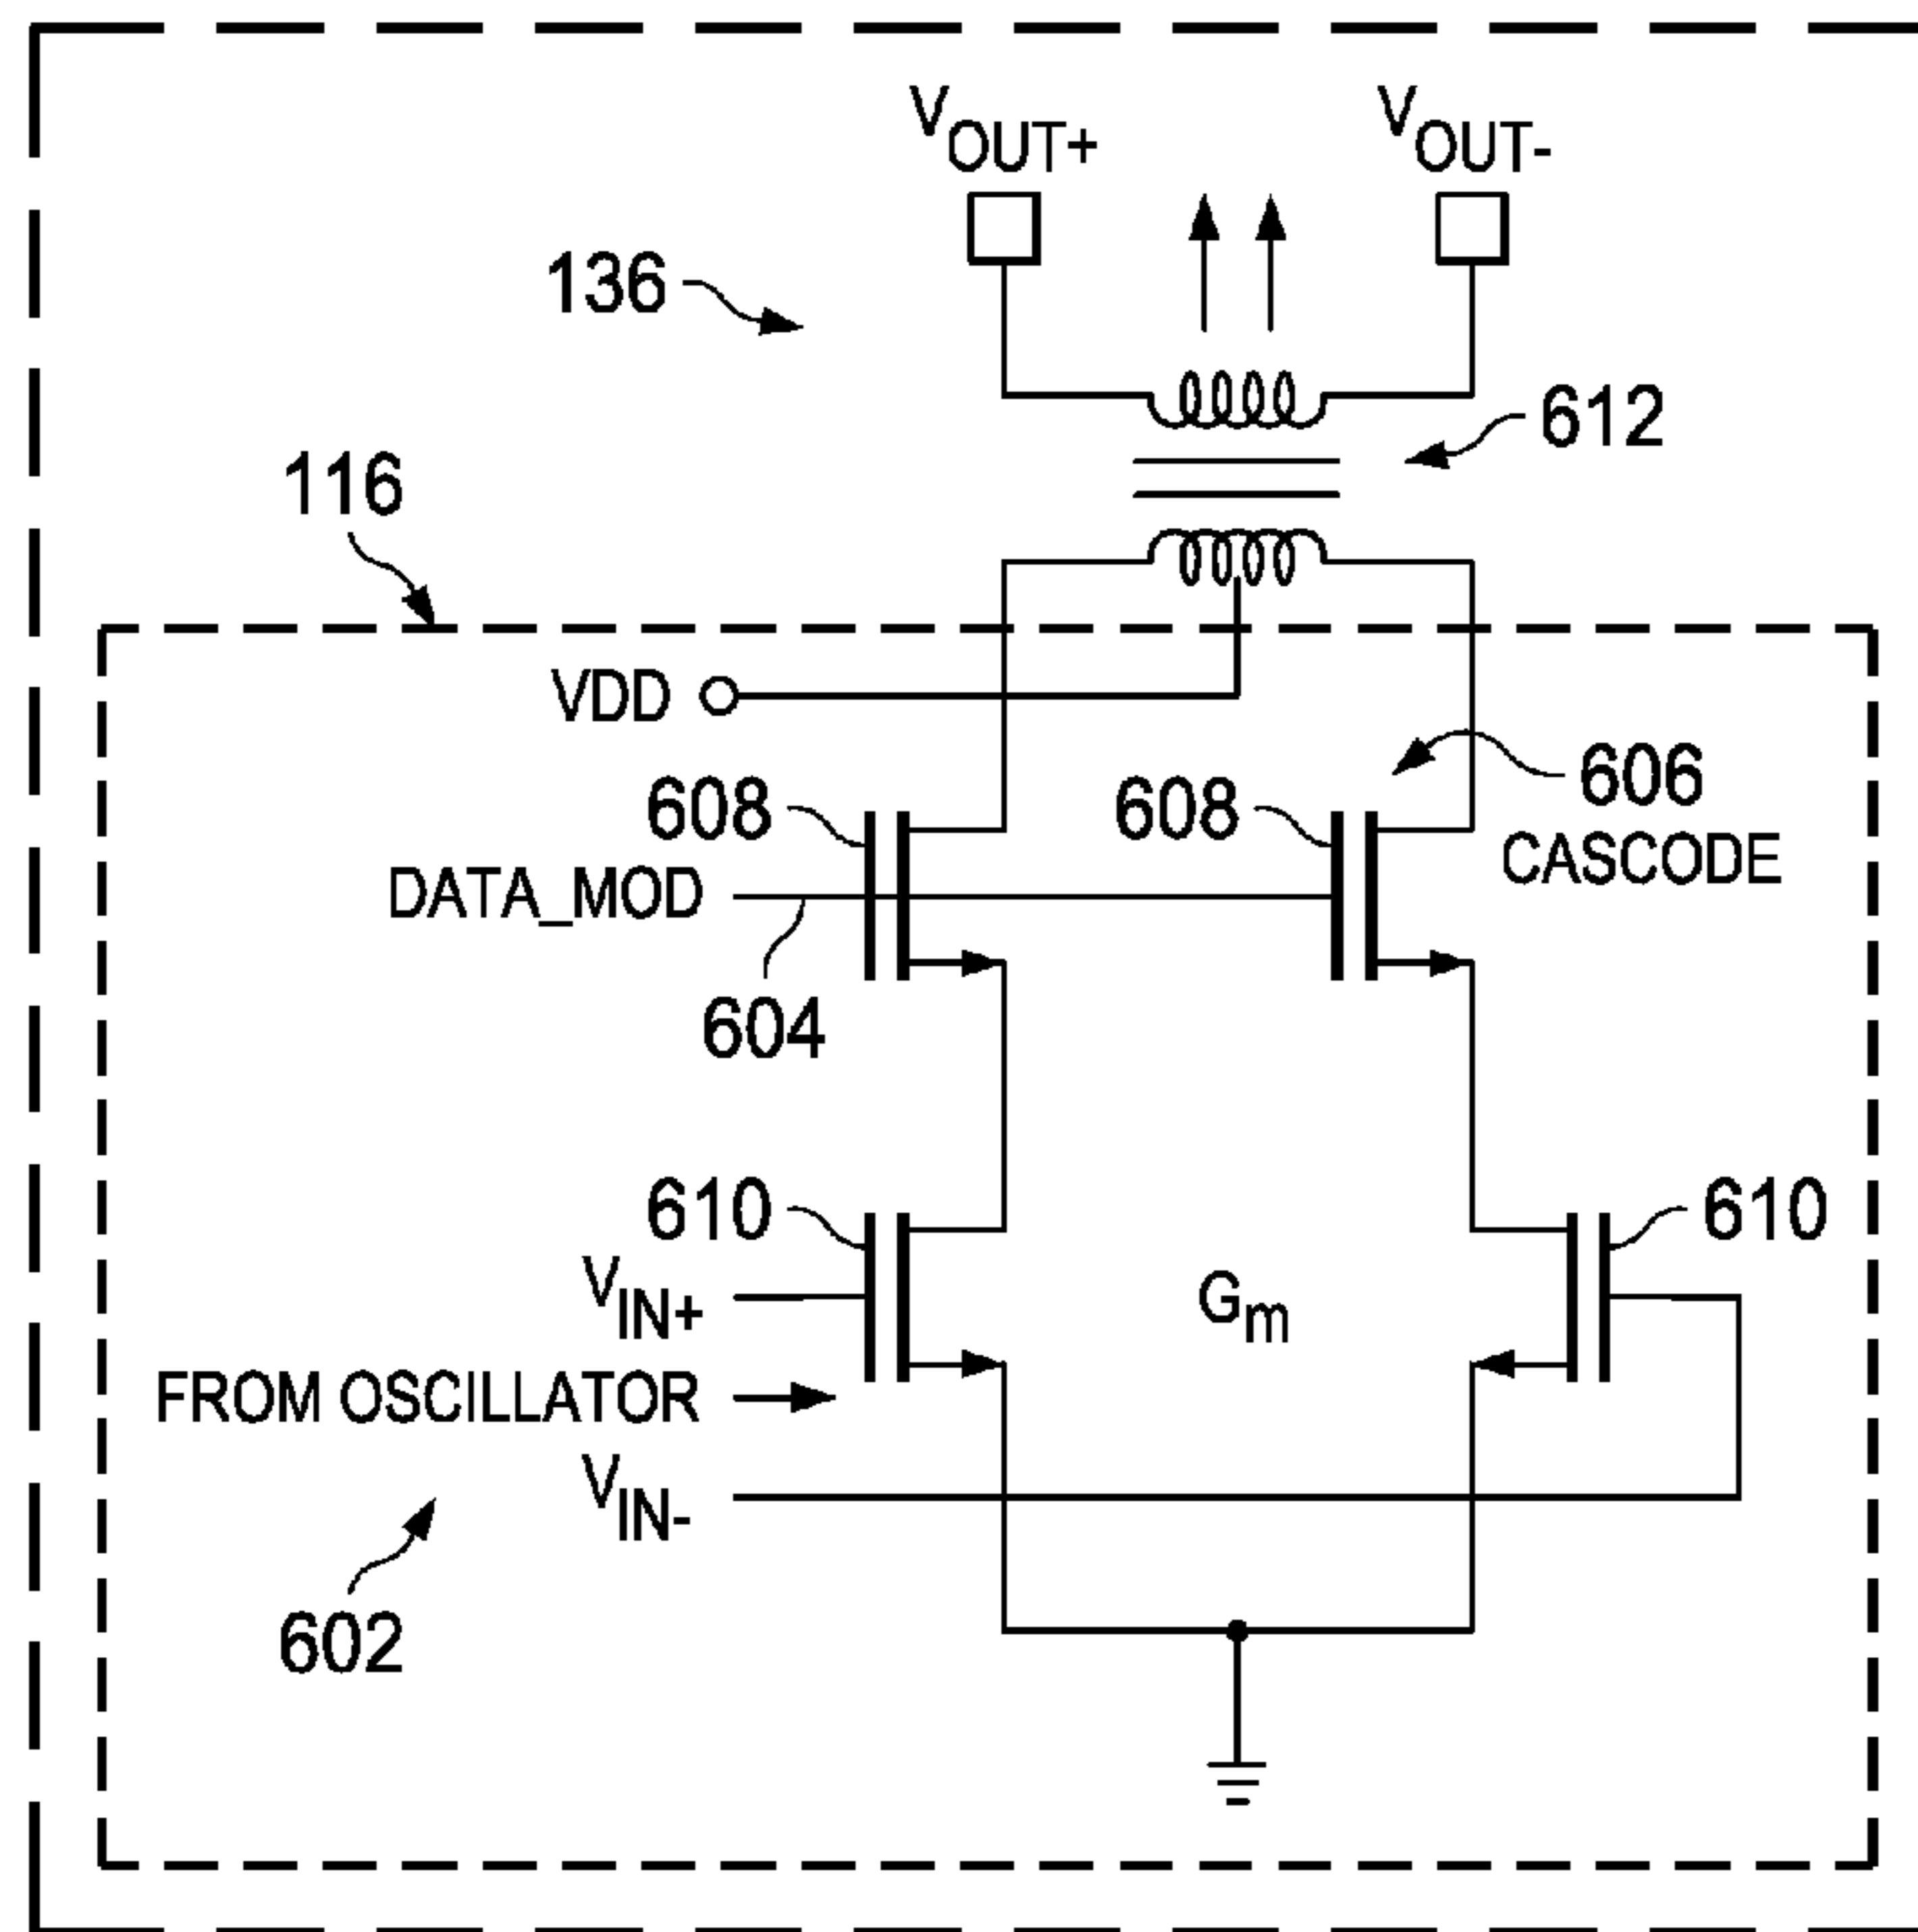 VOUT+ VOUT-
136
612
116
VDD
606
608 608
CASCODE
DATA_MOD
604
610 610
VIN+
Gm
FROM OSCILLATOR
VIN-
602